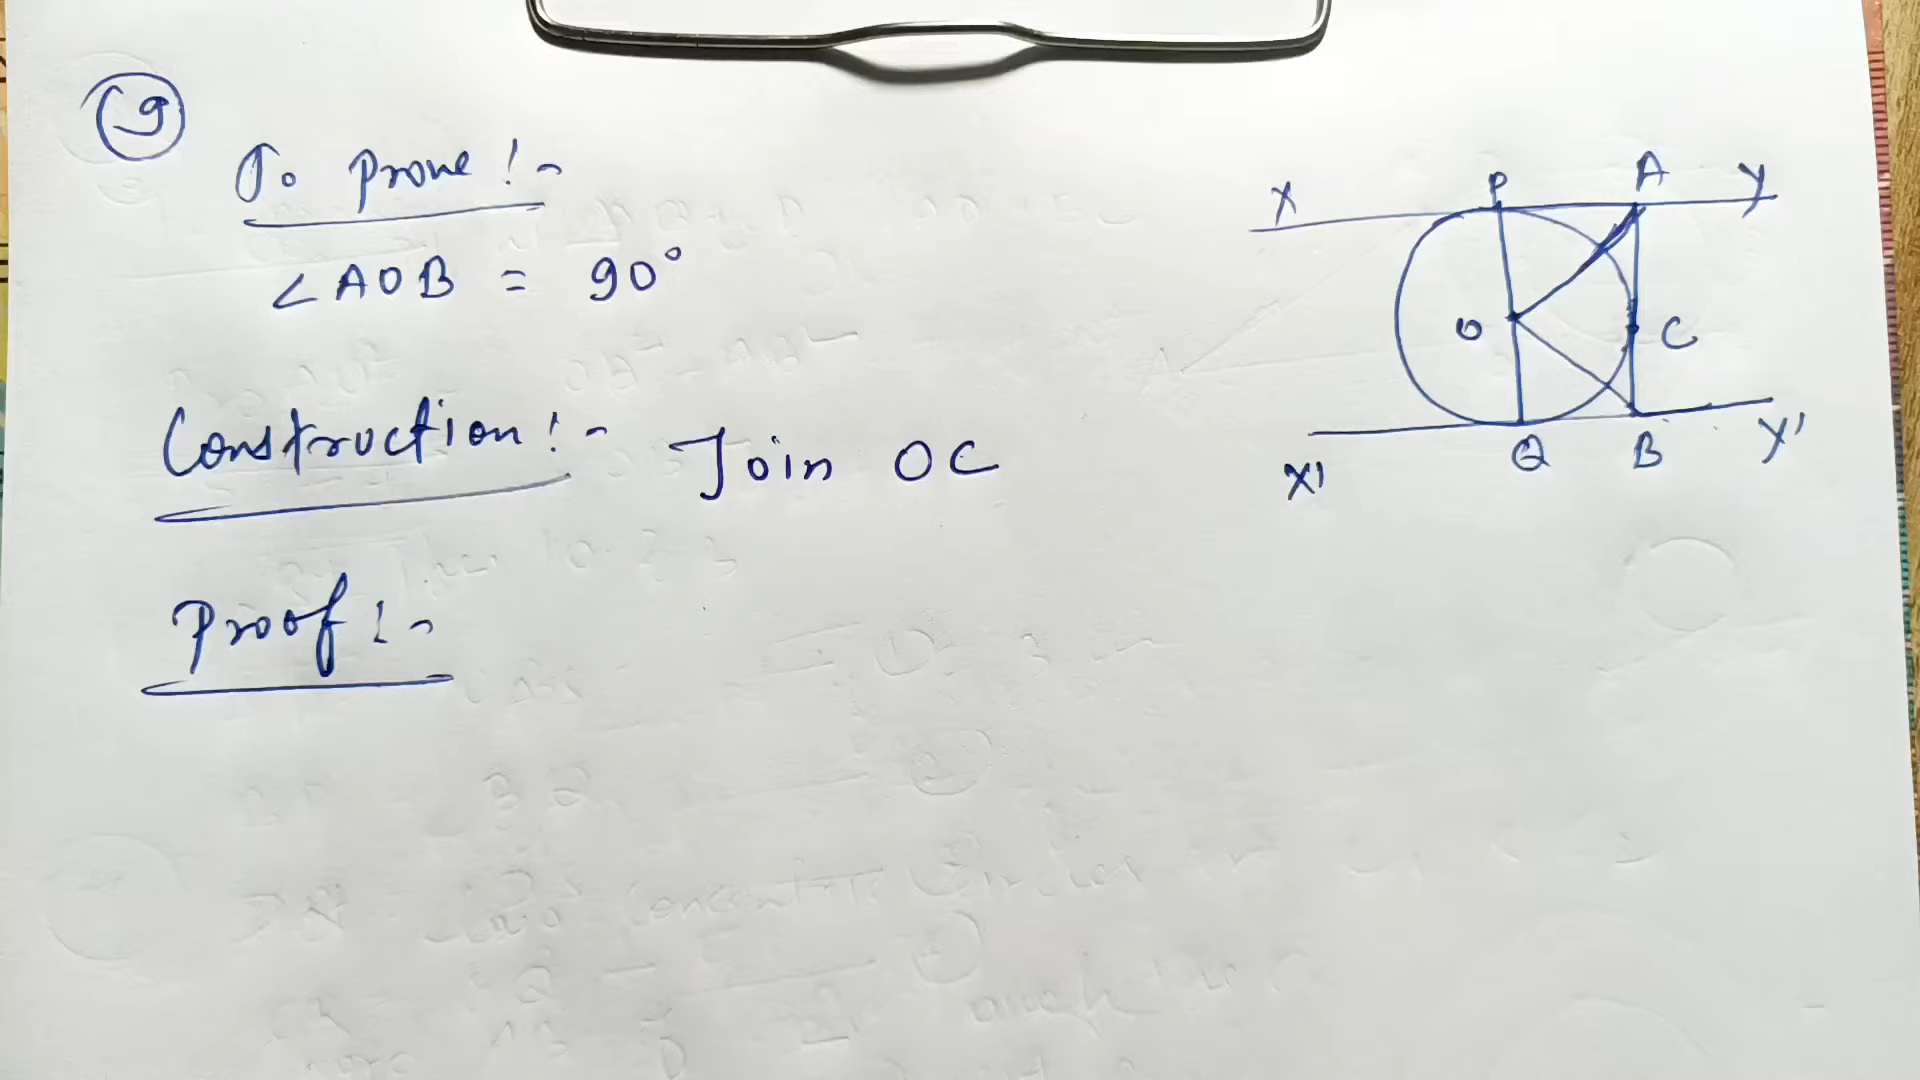 9
To prove :-
∠AOB = 90°
Construction :- Join OC
Proof :-
X P A Y
O C
X' Q B Y'